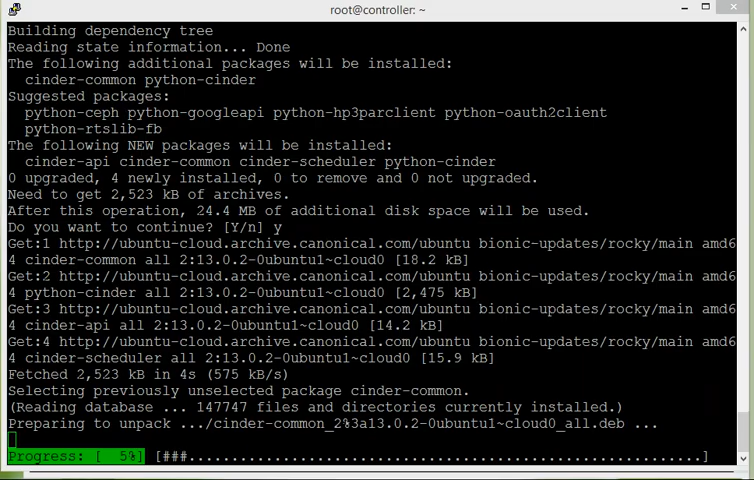 root@controller: ~
Building dependency tree
Reading state information... Done
The following additional packages will be installed:
cinder-common python-cinder
Suggested packages:
python-ceph python-googleapi python-hp3parclient python-oauth2client
python-rtslib-fb
The following NEW packages will be installed:
cinder-api cinder-common cinder-scheduler python-cinder
0 upgraded, 4 newly installed, 0 to remove and 0 not upgraded.
Need to get 2,523 kB of archives.
After this operation, 24.4 MB of additional disk space will be used.
Do you want to continue? [Y/n] y
Get:1 http://ubuntu-cloud.archive.canonical.com/ubuntu bionic-updates/rocky/main amd6
4 cinder-common all 2:13.0.2-0ubuntu1~cloud0 [18.2 kB]
Get:2 http://ubuntu-cloud.archive.canonical.com/ubuntu bionic-updates/rocky/main amd6
4 python-cinder all 2:13.0.2-0ubuntu1~cloud0 [2,475 kB]
Get:3 http://ubuntu-cloud.archive.canonical.com/ubuntu bionic-updates/rocky/main amd6
4 cinder-api all 2:13.0.2-0ubuntu1~cloud0 [14.2 kB]
Get:4 http://ubuntu-cloud.archive.canonical.com/ubuntu bionic-updates/rocky/main amd6
4 cinder-scheduler all 2:13.0.2-0ubuntu1~cloud0 [15.9 kB]
Fetched 2,523 kB in 4s (575 kB/s)
Selecting previously unselected package cinder-common.
(Reading database ... 147747 files and directories currently installed.)
Preparing to unpack .../cinder-common_2%3a13.0.2-0ubuntu1~cloud0_all.deb ...
Progress: [  5%] [###.............................................................]